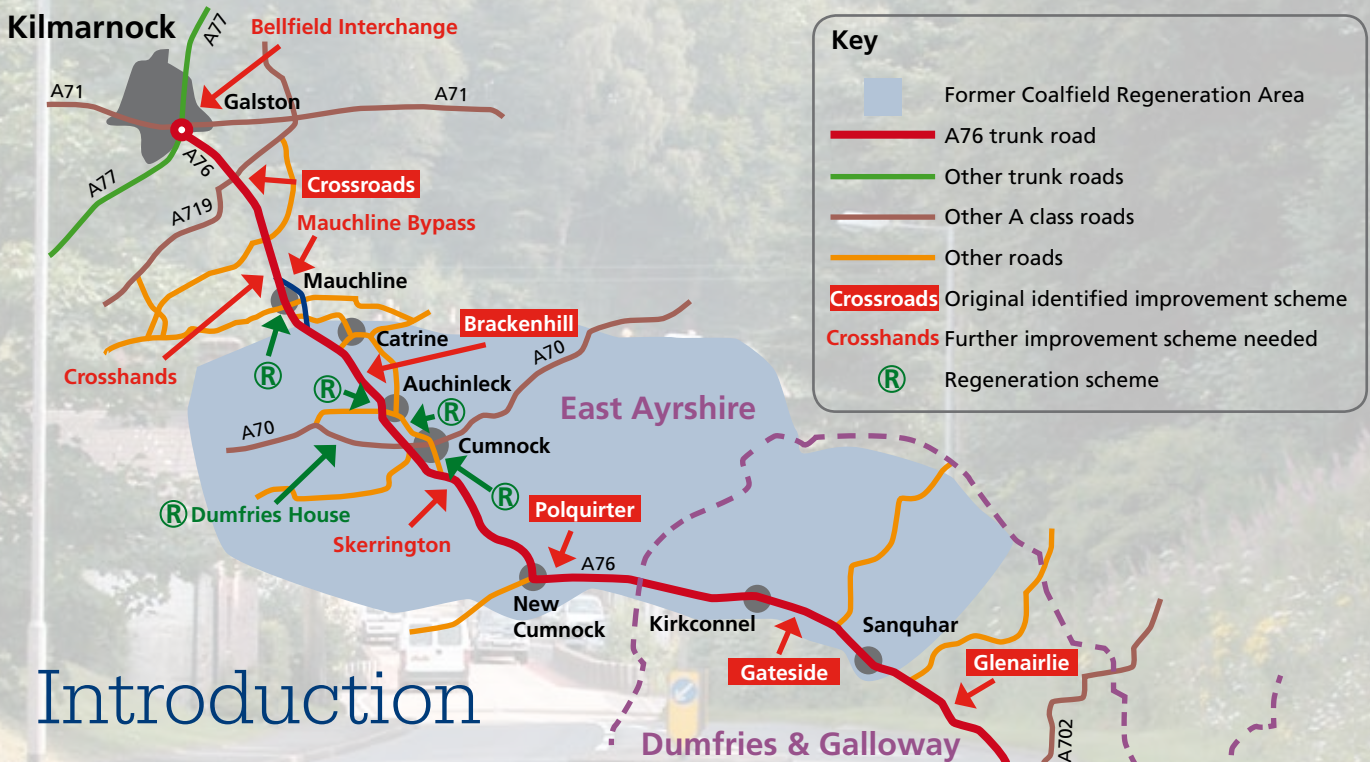 Kilmarnock
A77
Bellfield Interchange
A71
Galston
A71
A76
A77
Crossroads
A719
Mauchline Bypass
Mauchline
Brackenhill
Catrine
A70
Crosshands
R
R
Auchinleck
R
East Ayrshire
A70
Cumnock
R
R Dumfries House
Polquirter
Skerrington
A76
New
Cumnock
Kirkconnel
Sanquhar
Gateside
Glenairlie
A702
Dumfries & Galloway
Key
Former Coalfield Regeneration Area
A76 trunk road
Other trunk roads
Other A class roads
Other roads
Crossroads Original identified improvement scheme
Crosshands Further improvement scheme needed
R Regeneration scheme
Introduction